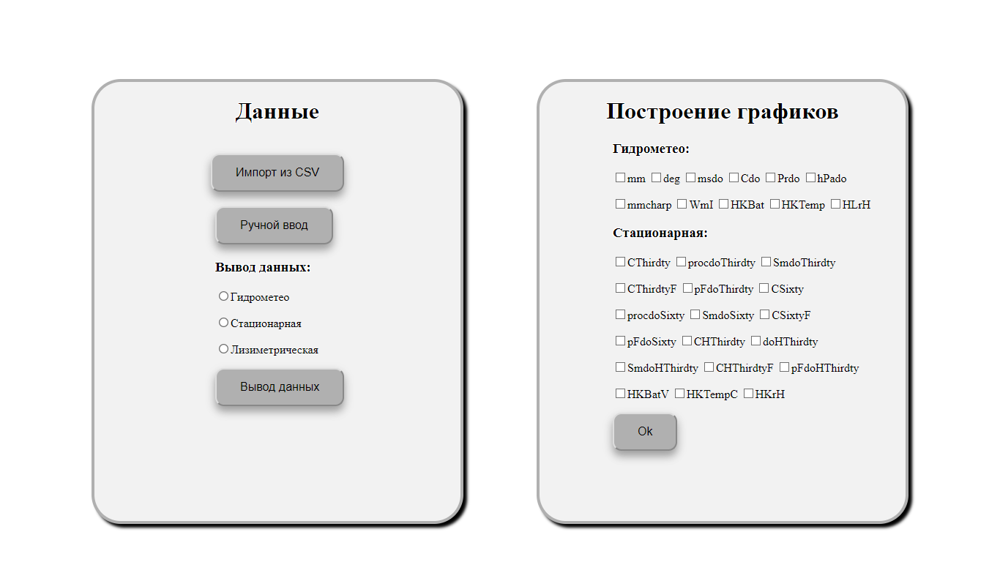 Данные
Импорт из CSV
Ручной ввод
Вывод данных:
Гидрометео
Стационарная
Лизиметрическая
Вывод данных
Построение графиков
Гидрометео:
mm deg msdo Cdo Prdo hPado
mmcharp WmI HKBat HKTemp HLrH
Стационарная:
CThirdty procdoThirdty SmdoThirdty
CThirdtyF pFdoThirdty CSixty
procdoSixty SmdoSixty CSixtyF
pFdoSixty CHThirdty doHThirdty
SmdoHThirdty CHThirdtyF pFdoHThirdty
HKBatV HKTempC HKrH
Ok